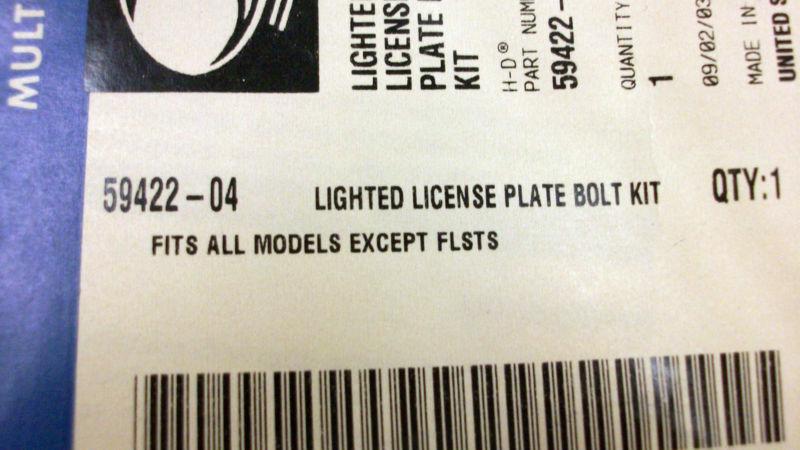 MULT
LIGHTE
LICENS
PLATE
KIT
H-D®
PART NUM
59422-
QUANTITY
1
09/02/03
MADE IN
UNITED S
59422-04 LIGHTED LICENSE PLATE BOLT KIT QTY:1
FITS ALL MODELS EXCEPT FLSTS